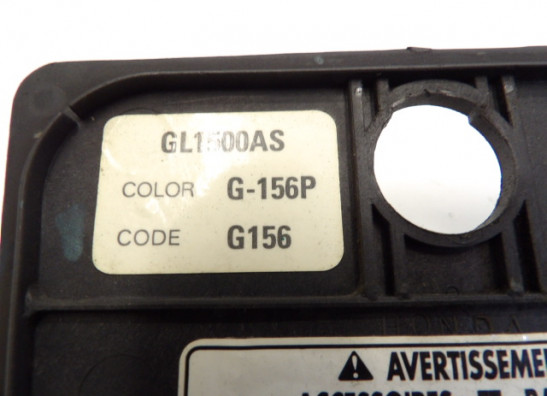 GL1500AS
COLOR G-156P
CODE G156
⚠ AVERTISSEME